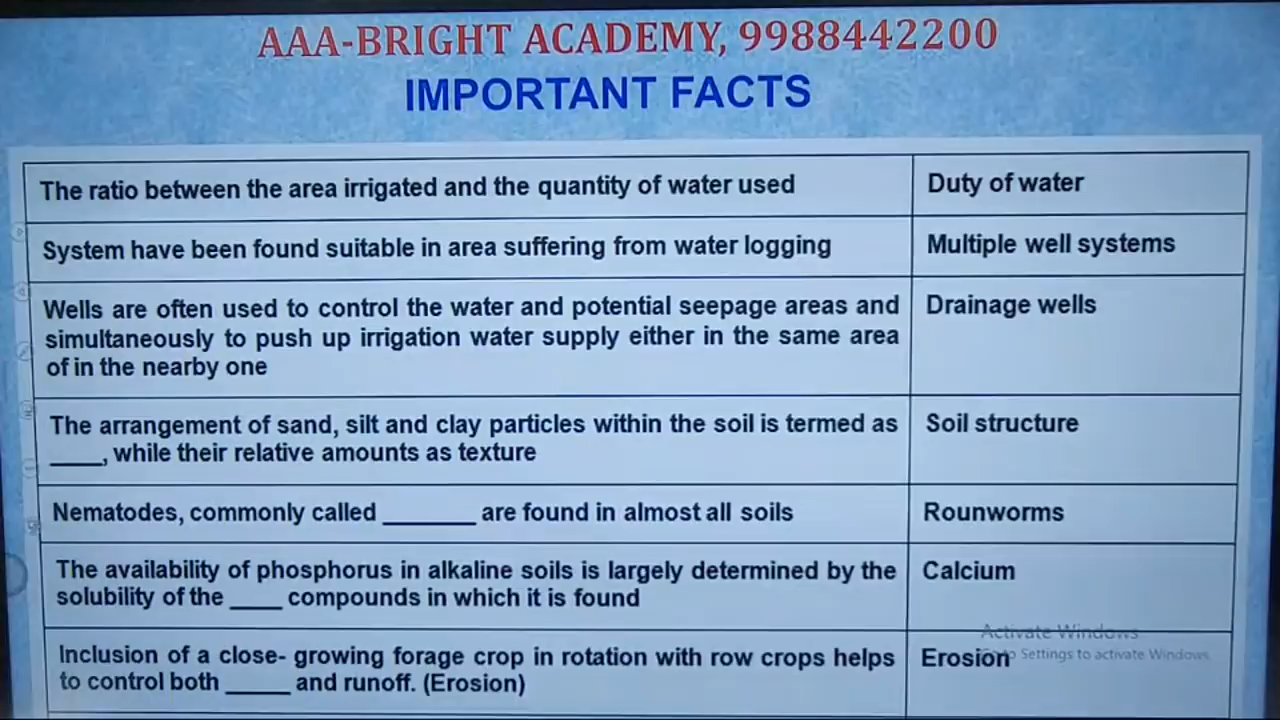 AAA-BRIGHT ACADEMY, 9988442200
IMPORTANT FACTS
The ratio between the area irrigated and the quantity of water used
Duty of water
System have been found suitable in area suffering from water logging
Multiple well systems
Wells are often used to control the water and potential seepage areas and
simultaneously to push up irrigation water supply either in the same area
of in the nearby one
Drainage wells
The arrangement of sand, silt and clay particles within the soil is termed as
____, while their relative amounts as texture
Soil structure
Nematodes, commonly called _______ are found in almost all soils
Rounworms
The availability of phosphorus in alkaline soils is largely determined by the
solubility of the ____ compounds in which it is found
Calcium
Inclusion of a close- growing forage crop in rotation with row crops helps
to control both _____ and runoff. (Erosion)
Erosion
Activate Windows
to Settings to activate Windows.